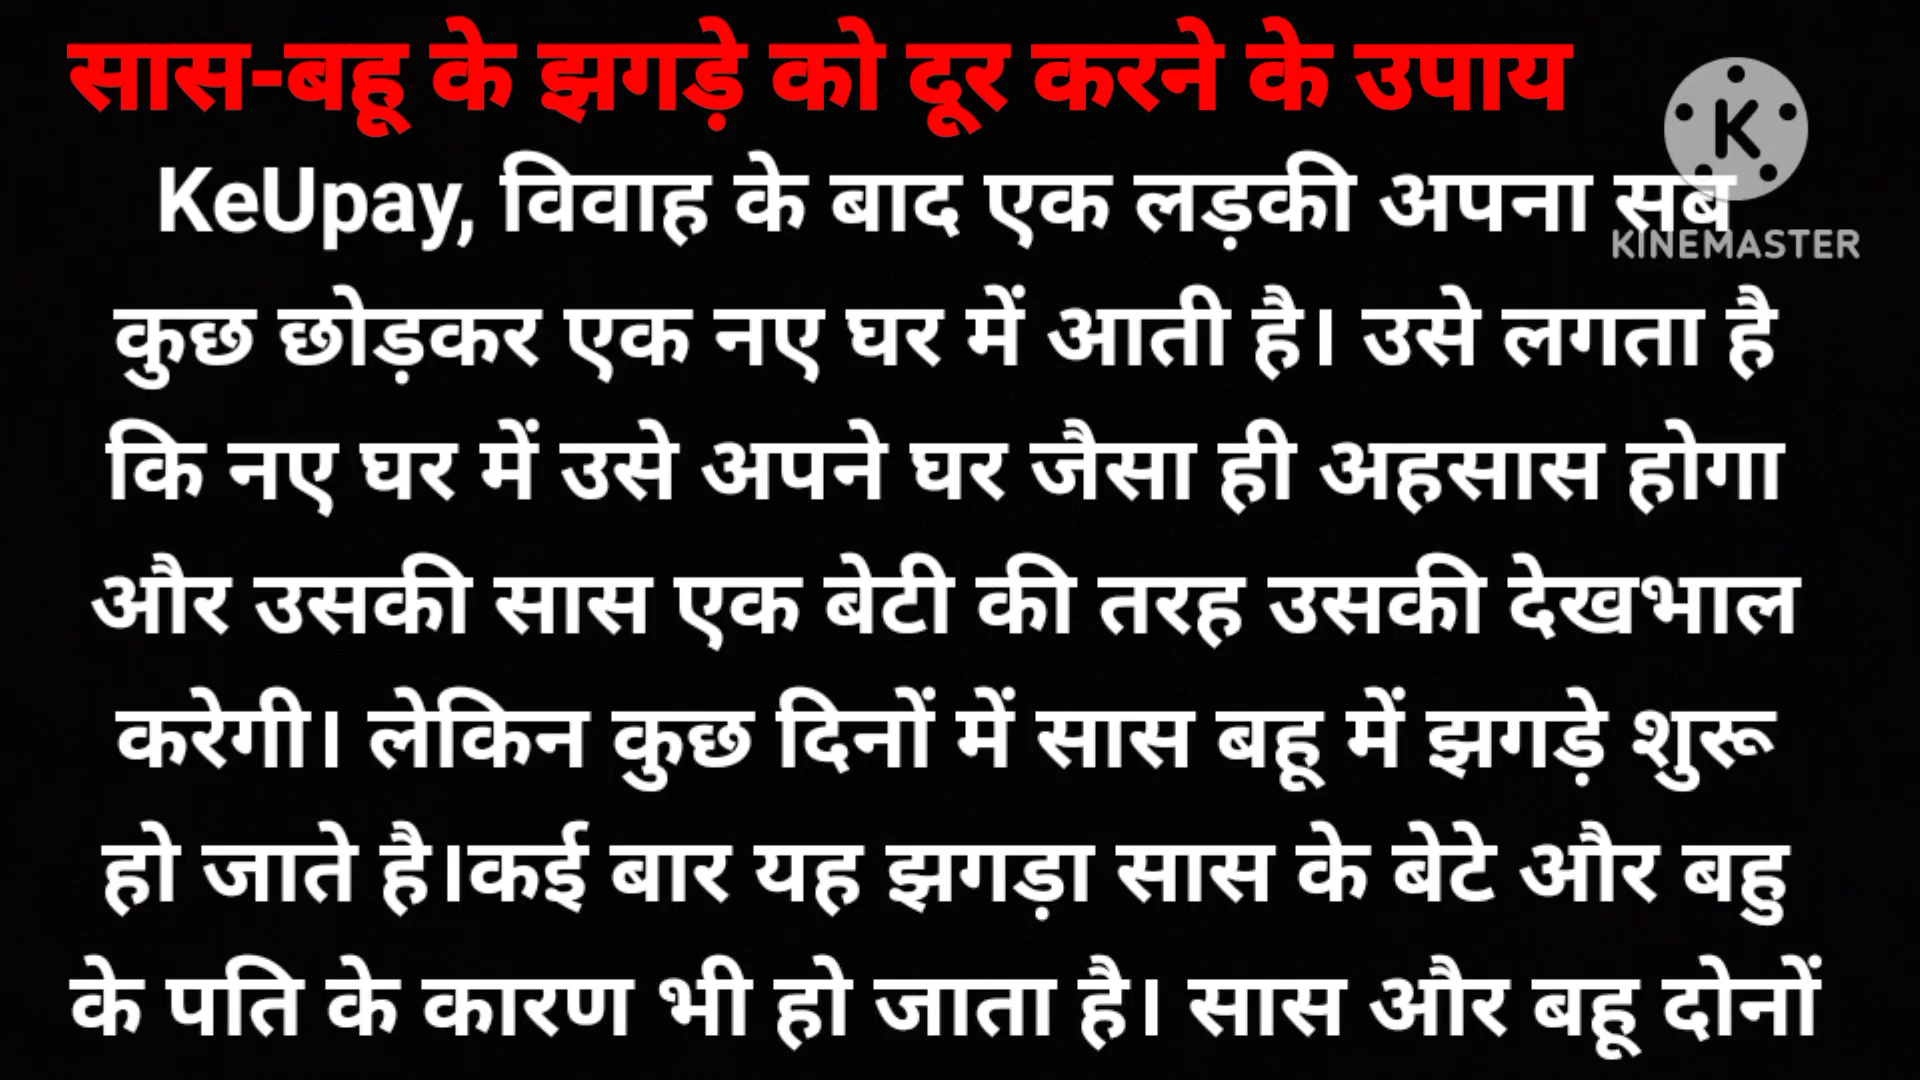 सास-बहू के झगड़े को दूर करने के उपाय
KeUpay, विवाह के बाद एक लड़की अपना सब
K
KINEMASTER
कुछ छोड़कर एक नए घर में आती है। उसे लगता है
कि नए घर में उसे अपने घर जैसा ही अहसास होगा
और उसकी सास एक बेटी की तरह उसकी देखभाल
करेगी। लेकिन कुछ दिनों में सास बहू में झगड़े शुरू
हो जाते है।कई बार यह झगड़ा सास के बेटे और बहु
के पति के कारण भी हो जाता है। सास और बहू दोनों